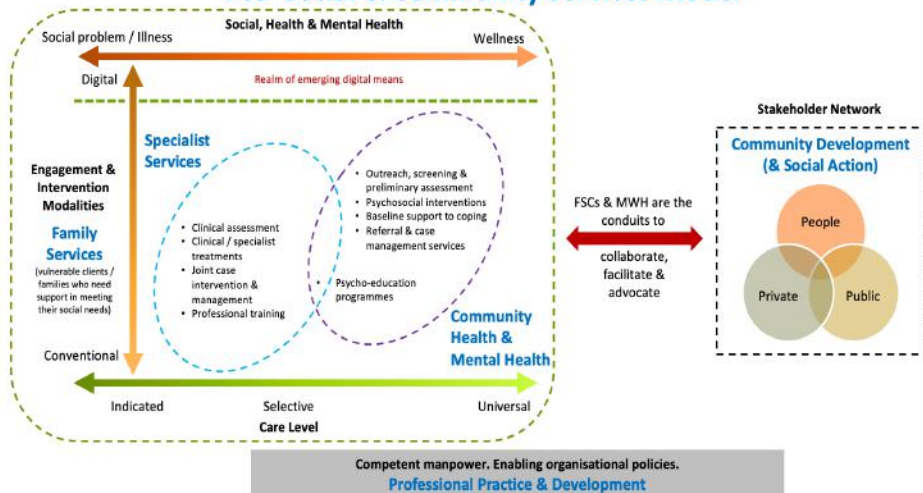 Social, Health & Mental Health
Social problem / Illness
Wellness
Digital
Realm of emerging digital means
Specialist
Services
Engagement &
Intervention
Modalities
Family
Services
(vulnerable clients /
families who need
support in meeting
their social needs)
• Clinical assessment
• Clinical / specialist
treatments
• Joint case
intervention &
management
• Professional training
• Outreach, screening &
preliminary assessment
• Psychosocial interventions
• Baseline support to coping
• Referral & case
management services
• Psycho-education
programmes
Community
Health &
Mental Health
Conventional
Indicated
Selective
Universal
Care Level
FSCs & MWH are the
conduits to
collaborate,
facilitate &
advocate
Stakeholder Network
Community Development
(& Social Action)
People
Private
Public
Competent manpower. Enabling organisational policies.
Professional Practice & Development